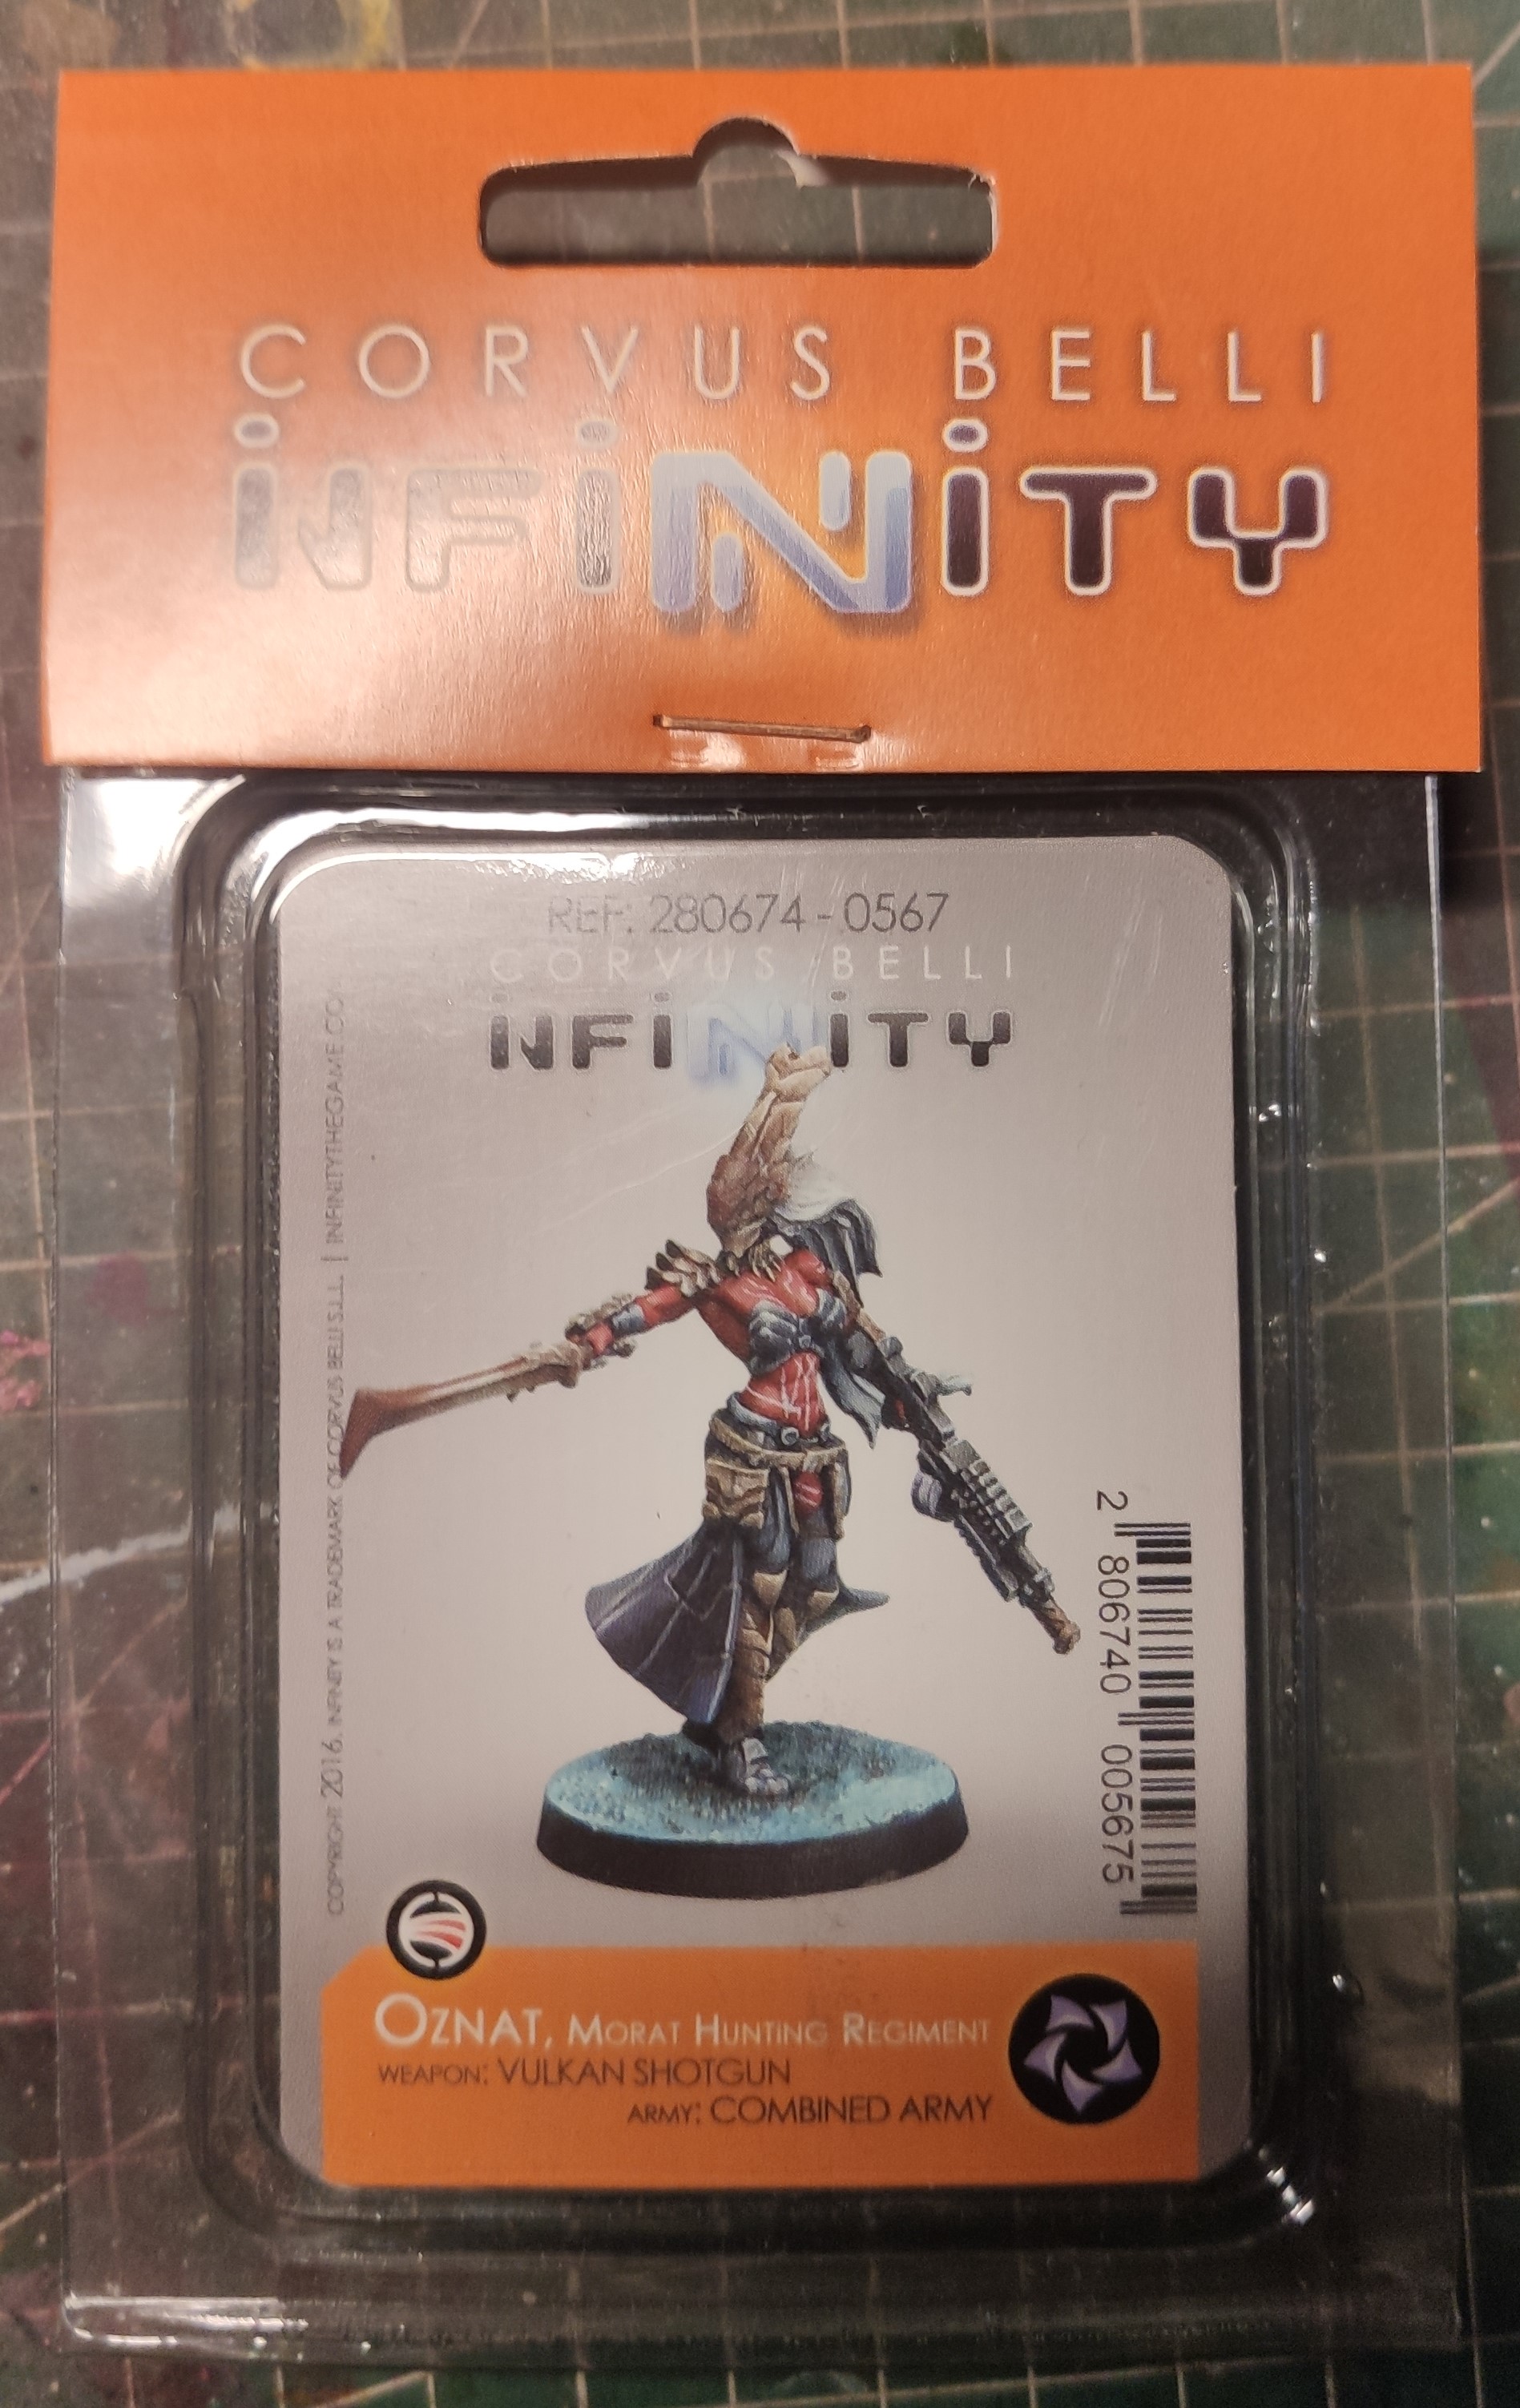 CORVUS BELLI
iNFiNiTY
REF: 280674 - 0567
CORVUS BELLI
iNFiNiTY
COPYRIGHT 2016. INFINITY IS A TRADEMARK OF CORVUS BELLI S.L.L. | INFINITYTHEGAME.CO
2 806740 005675
OZNAT, MORAT HUNTING REGIMENT
WEAPON: VULKAN SHOTGUN
ARMY: COMBINED ARMY